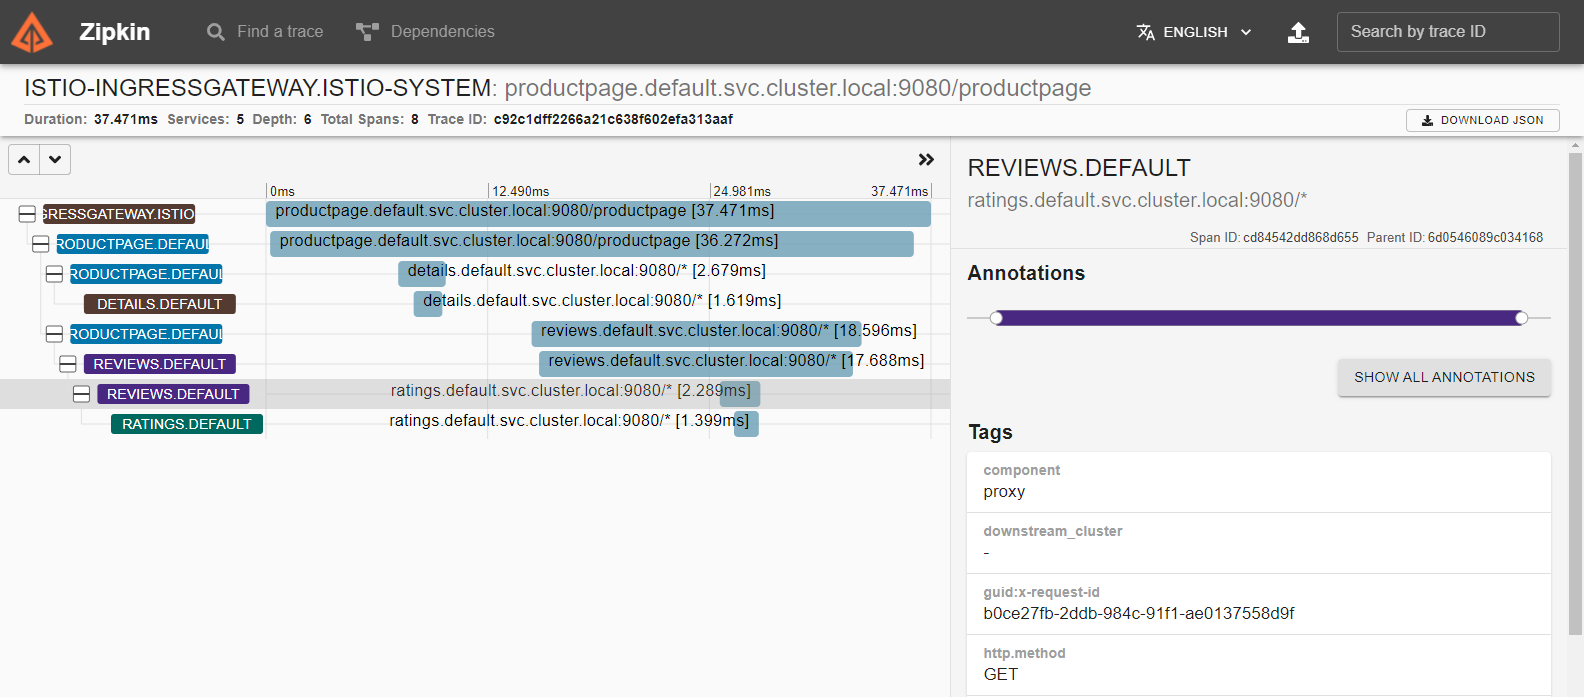 Zipkin
Find a trace
Dependencies
ENGLISH
Search by trace ID
ISTIO-INGRESSGATEWAY.ISTIO-SYSTEM: productpage.default.svc.cluster.local:9080/productpage
Duration: 37.471ms Services: 5 Depth: 6 Total Spans: 8 Trace ID: c92c1dff2266a21c638f602efa313aaf
DOWNLOAD JSON
0ms 12.490ms 24.981ms 37.471ms
GRESSGATEWAY.ISTIO productpage.default.svc.cluster.local:9080/productpage [37.471ms]
RODUCTPAGE.DEFAUL productpage.default.svc.cluster.local:9080/productpage [36.272ms]
RODUCTPAGE.DEFAUL details.default.svc.cluster.local:9080/* [2.679ms]
DETAILS.DEFAULT details.default.svc.cluster.local:9080/* [1.619ms]
RODUCTPAGE.DEFAUL reviews.default.svc.cluster.local:9080/* [18.596ms]
REVIEWS.DEFAULT reviews.default.svc.cluster.local:9080/* [17.688ms]
REVIEWS.DEFAULT ratings.default.svc.cluster.local:9080/* [2.289ms]
RATINGS.DEFAULT ratings.default.svc.cluster.local:9080/* [1.399ms]
REVIEWS.DEFAULT
ratings.default.svc.cluster.local:9080/*
Span ID: cd84542dd868d655 Parent ID: 6d0546089c034168
Annotations
SHOW ALL ANNOTATIONS
Tags
component
proxy
downstream_cluster
-
guid:x-request-id
b0ce27fb-2ddb-984c-91f1-ae0137558d9f
http.method
GET